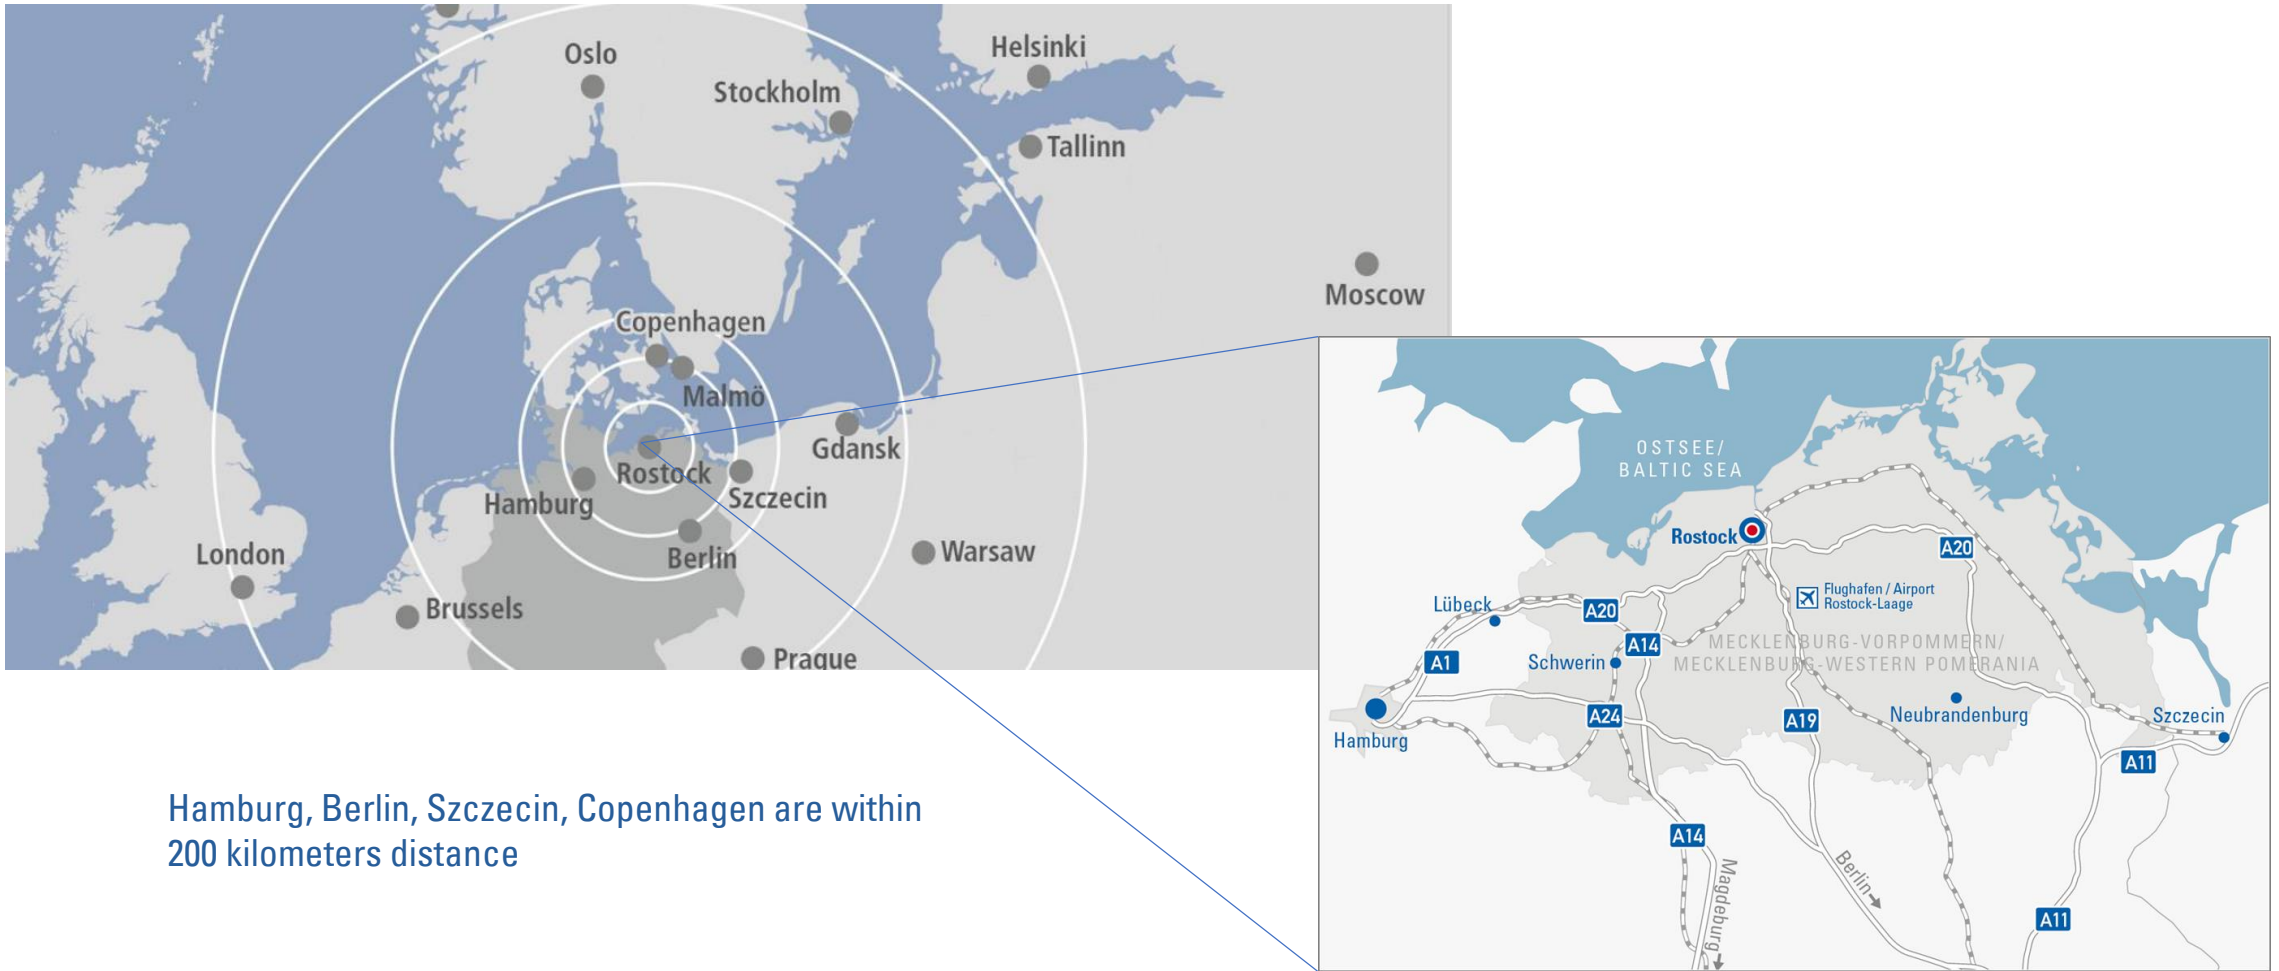 Oslo
Helsinki
Stockholm
Tallinn
Moscow
Copenhagen
Malmö
Gdansk
Rostock
Hamburg
Szczecin
Berlin
London
Warsaw
Brussels
Prague
Hamburg, Berlin, Szczecin, Copenhagen are within
200 kilometers distance
OSTSEE/
BALTIC SEA
Rostock
A20
Flughafen / Airport
Rostock-Laage
Lübeck
A20
A14
MECKLENBURG-VORPOMMERN/
MECKLENBURG-WESTERN POMERANIA
A1
Schwerin
A24
A19
Neubrandenburg
Szczecin
Hamburg
A11
A14
Magdeburg
Berlin
A11